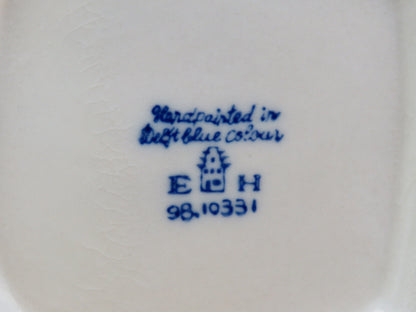 Handpainted in
Delft blue colour
E H
98.10331